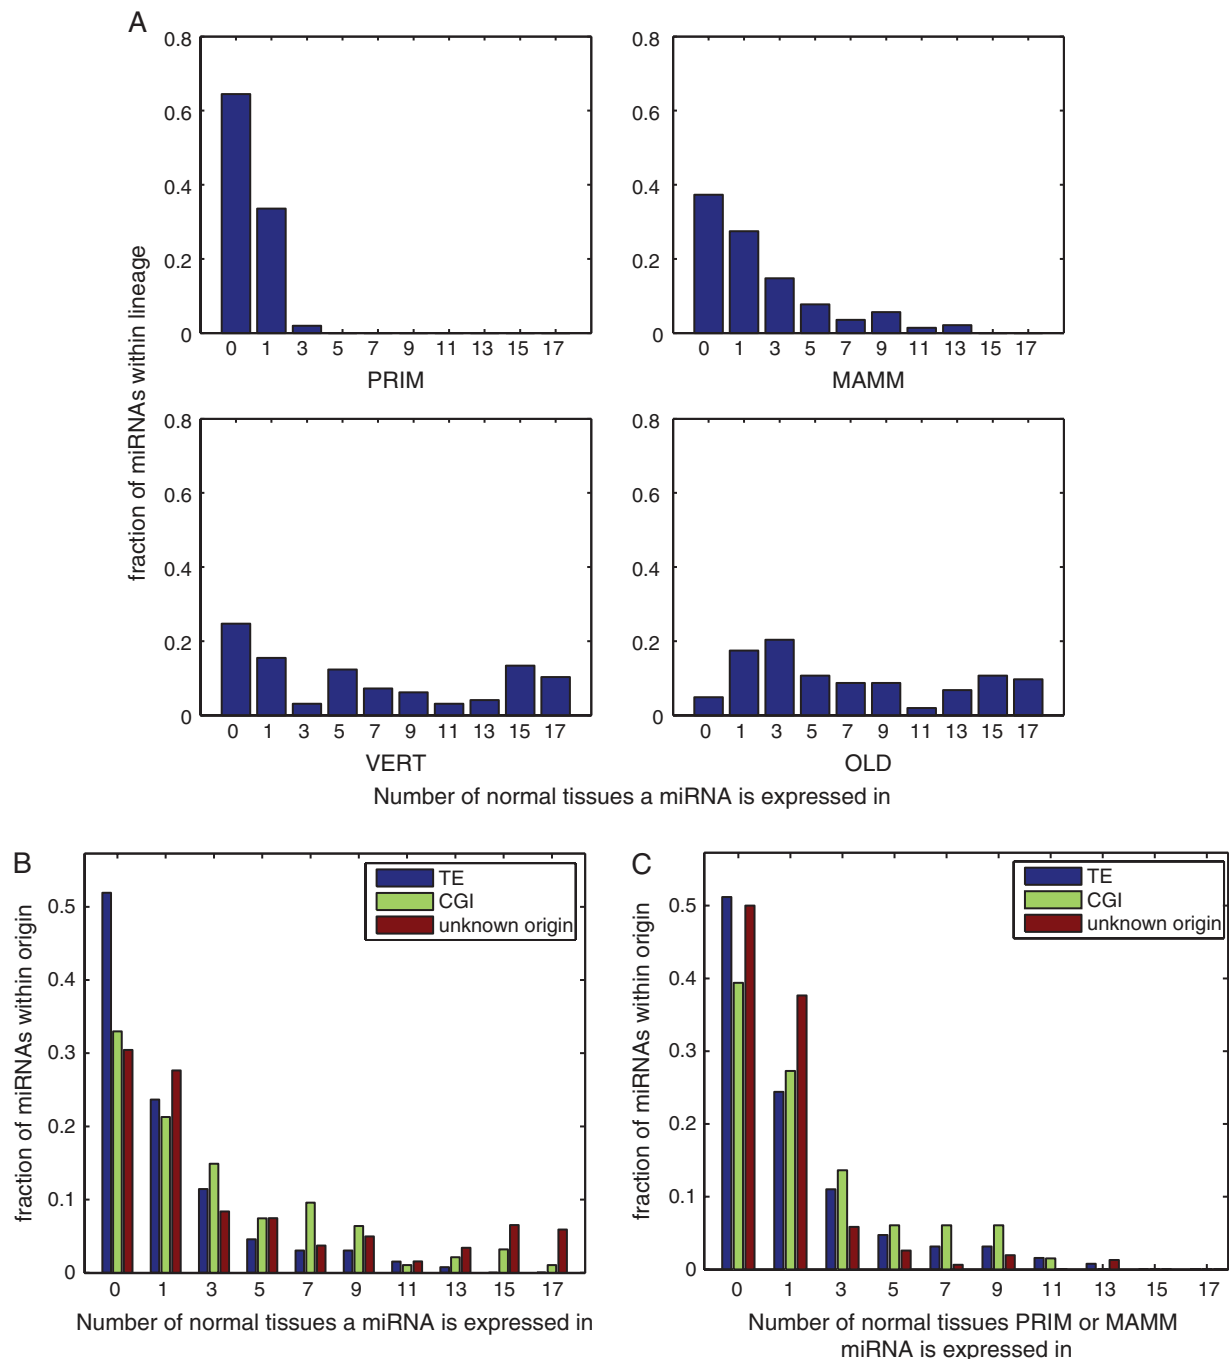 A
fraction of miRNAs within lineage
0.8
0.6
0.4
0.2
0
0 1 3 5 7 9 11 13 15 17
PRIM
0.8
0.6
0.4
0.2
0
0 1 3 5 7 9 11 13 15 17
MAMM
0.8
0.6
0.4
0.2
0
0 1 3 5 7 9 11 13 15 17
VERT
0.8
0.6
0.4
0.2
0
0 1 3 5 7 9 11 13 15 17
OLD
Number of normal tissues a miRNA is expressed in
B
fraction of miRNAs within origin
0.5
0.4
0.3
0.2
0.1
0
TE
CGI
unknown origin
0 1 3 5 7 9 11 13 15 17
Number of normal tissues a miRNA is expressed in
C
fraction of miRNAs within origin
0.5
0.4
0.3
0.2
0.1
0
TE
CGI
unknown origin
0 1 3 5 7 9 11 13 15 17
Number of normal tissues PRIM or MAMM
miRNA is expressed in